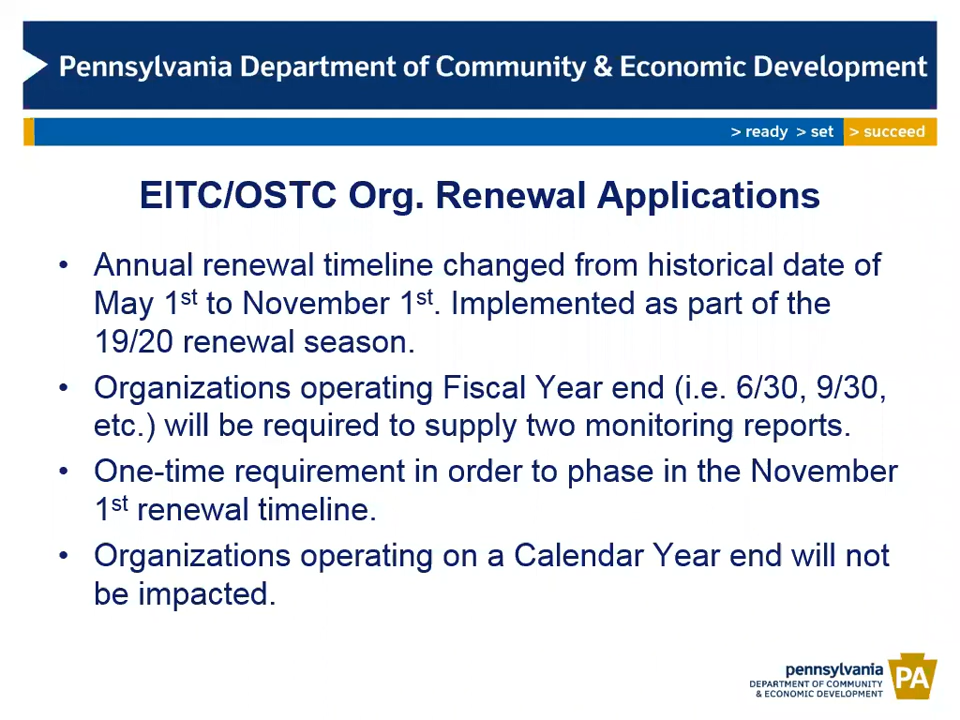 Pennsylvania Department of Community & Economic Development
> ready > set > succeed
EITC/OSTC Org. Renewal Applications
• Annual renewal timeline changed from historical date of
May 1st to November 1st. Implemented as part of the
19/20 renewal season.
• Organizations operating Fiscal Year end (i.e. 6/30, 9/30,
etc.) will be required to supply two monitoring reports.
• One-time requirement in order to phase in the November
1st renewal timeline.
• Organizations operating on a Calendar Year end will not
be impacted.
pennsylvania
DEPARTMENT OF COMMUNITY
& ECONOMIC DEVELOPMENT
PA